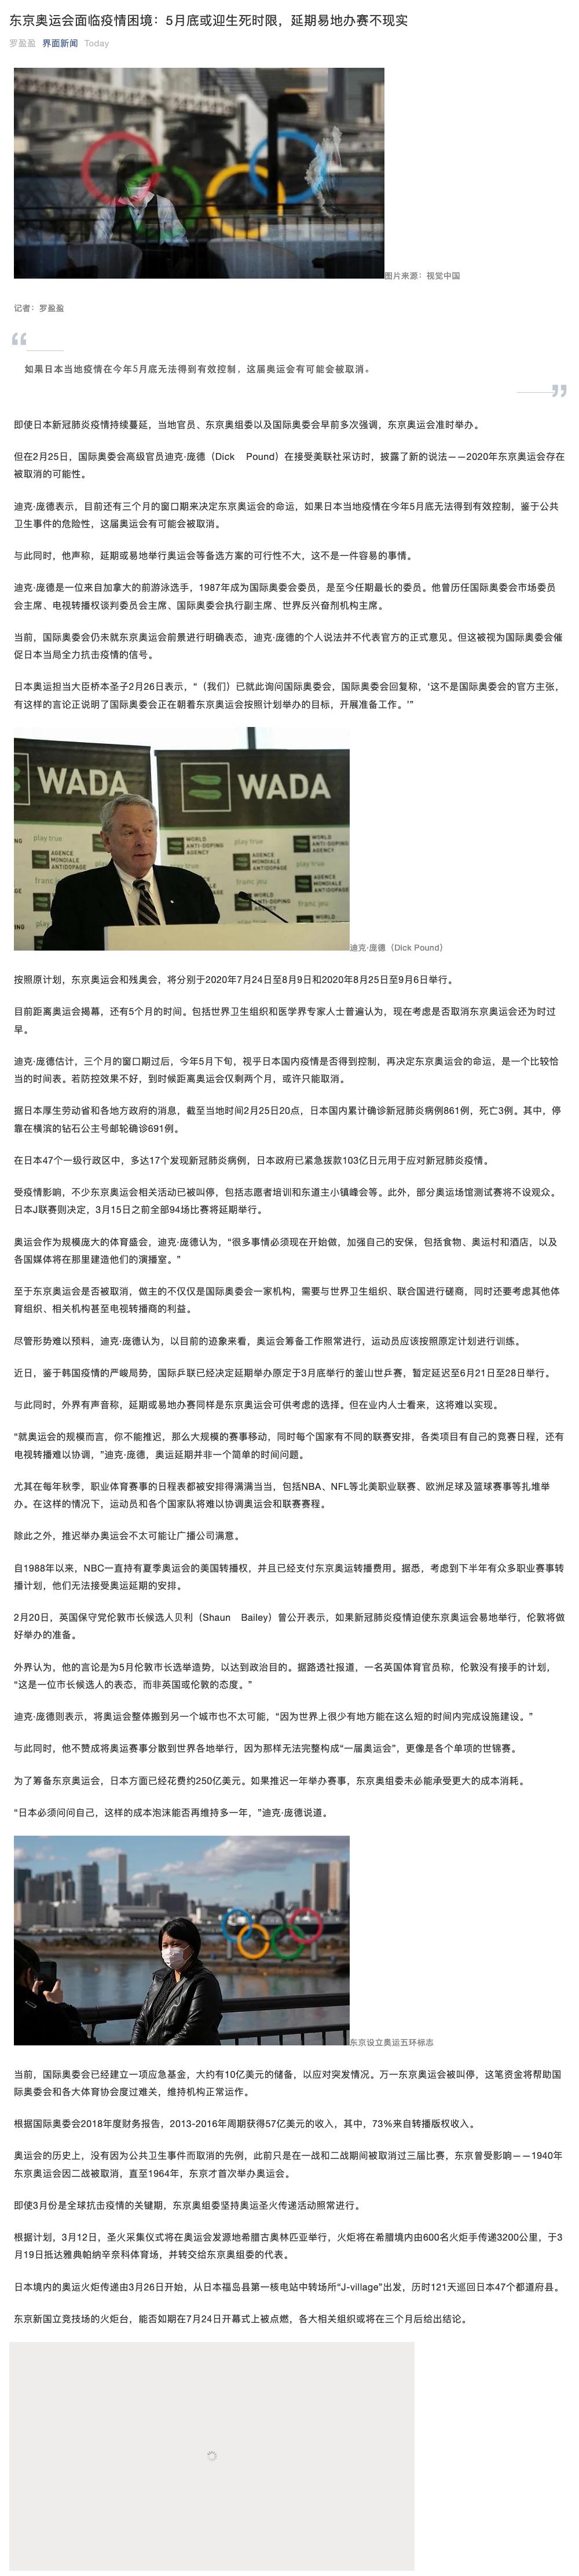 东京奥运会面临疫情困境：5月底或迎生死时限，延期易地办赛不现实
罗盈盈 界面新闻 Today
图片来源：视觉中国
记者：罗盈盈
“
如果日本当地疫情在今年5月底无法得到有效控制，这届奥运会有可能会被取消。
”
即使日本新冠肺炎疫情持续蔓延，当地官员、东京奥组委以及国际奥委会早前多次强调，东京奥运会准时举办。
但在2月25日，国际奥委会高级官员迪克·庞德（Dick Pound）在接受美联社采访时，披露了新的说法——2020年东京奥运会存在
被取消的可能性。
迪克·庞德表示，目前还有三个月的窗口期来决定东京奥运会的命运，如果日本当地疫情在今年5月底无法得到有效控制，鉴于公共
卫生事件的危险性，这届奥运会有可能会被取消。
与此同时，他声称，延期或易地举行奥运会等备选方案的可行性不大，这不是一件容易的事情。
迪克·庞德是一位来自加拿大的前游泳选手，1987年成为国际奥委会委员，是至今任期最长的委员。他曾历任国际奥委会市场委员
会主席、电视转播权谈判委员会主席、国际奥委会执行副主席、世界反兴奋剂机构主席。
当前，国际奥委会仍未就东京奥运会前景进行明确表态，迪克·庞德的个人说法并不代表官方的正式意见。但这被视为国际奥委会催
促日本当局全力抗击疫情的信号。
日本奥运担当大臣桥本圣子2月26日表示，“（我们）已就此询问国际奥委会，国际奥委会回复称，‘这不是国际奥委会的官方主张，
有这样的言论正说明了国际奥委会正在朝着东京奥运会按照计划举办的目标，开展准备工作。’”
WADA
WADA
play true
WORLD
ANTI-DOPING
AGENCY
AGENCE
MONDIALE
ANTIDOPAGE
franc jeu
迪克·庞德（Dick Pound）
按照原计划，东京奥运会和残奥会，将分别于2020年7月24日至8月9日和2020年8月25日至9月6日举行。
目前距离奥运会揭幕，还有5个月的时间。包括世界卫生组织和医学界专家人士普遍认为，现在考虑是否取消东京奥运会还为时过
早。
迪克·庞德估计，三个月的窗口期过后，今年5月下旬，视乎日本国内疫情是否得到控制，再决定东京奥运会的命运，是一个比较恰
当的时间表。若防控效果不好，到时候距离奥运会仅剩两个月，或许只能取消。
据日本厚生劳动省和各地方政府的消息，截至当地时间2月25日20点，日本国内累计确诊新冠肺炎病例861例，死亡3例。其中，停
靠在横滨的钻石公主号邮轮确诊691例。
在日本47个一级行政区中，多达17个发现新冠肺炎病例，日本政府已紧急拨款103亿日元用于应对新冠肺炎疫情。
受疫情影响，不少东京奥运会相关活动已被叫停，包括志愿者培训和东道主小镇峰会等。此外，部分奥运场馆测试赛将不设观众。
日本J联赛则决定，3月15日之前全部94场比赛将延期举行。
奥运会作为规模庞大的体育盛会，迪克·庞德认为，“很多事情必须现在开始做，加强自己的安保，包括食物、奥运村和酒店，以及
各国媒体将在那里建造他们的演播室。”
至于东京奥运会是否被取消，做主的不仅仅是国际奥委会一家机构，需要与世界卫生组织、联合国进行磋商，同时还要考虑其他体
育组织、相关机构甚至电视转播商的利益。
尽管形势难以预料，迪克·庞德认为，以目前的迹象来看，奥运会筹备工作照常进行，运动员应该按照原定计划进行训练。
近日，鉴于韩国疫情的严峻局势，国际乒联已经决定延期举办原定于3月底举行的釜山世乒赛，暂定延迟至6月21日至28日举行。
与此同时，外界有声音称，延期或易地办赛同样是东京奥运会可供考虑的选择。但在业内人士看来，这将难以实现。
“就奥运会的规模而言，你不能推迟，那么大规模的赛事移动，同时每个国家有不同的联赛安排，各类项目有自己的竞赛日程，还有
电视转播难以协调，”迪克·庞德，奥运延期并非一个简单的时间问题。
尤其在每年秋季，职业体育赛事的日程表都被安排得满满当当，包括NBA、NFL等北美职业联赛、欧洲足球及篮球赛事等扎堆举
办。在这样的情况下，运动员和各个国家队将难以协调奥运会和联赛赛程。
除此之外，推迟举办奥运会不太可能让广播公司满意。
自1988年以来，NBC一直持有夏季奥运会的美国转播权，并且已经支付东京奥运转播费用。据悉，考虑到下半年有众多职业赛事转
播计划，他们无法接受奥运延期的安排。
2月20日，英国保守党伦敦市长候选人贝利（Shaun Bailey）曾公开表示，如果新冠肺炎疫情迫使东京奥运会易地举行，伦敦将做
好举办的准备。
外界认为，他的言论是为5月伦敦市长选举造势，以达到政治目的。据路透社报道，一名英国体育官员称，伦敦没有接手的计划，
“这是一位市长候选人的表态，而非英国或伦敦的态度。”
迪克·庞德则表示，将奥运会整体搬到另一个城市也不太可能，“因为世界上很少有地方能在这么短的时间内完成设施建设。”
与此同时，他不赞成将奥运赛事分散到世界各地举行，因为那样无法完整构成“一届奥运会”，更像是各个单项的世锦赛。
为了筹备东京奥运会，日本方面已经花费约250亿美元。如果推迟一年举办赛事，东京奥组委未必能承受更大的成本消耗。
“日本必须问问自己，这样的成本泡沫能否再维持多一年，”迪克·庞德说道。
东京设立奥运五环标志
当前，国际奥委会已经建立一项应急基金，大约有10亿美元的储备，以应对突发情况。万一东京奥运会被叫停，这笔资金将帮助国
际奥委会和各大体育协会度过难关，维持机构正常运作。
根据国际奥委会2018年度财务报告，2013-2016年周期获得57亿美元的收入，其中，73%来自转播版权收入。
奥运会的历史上，没有因为公共卫生事件而取消的先例，此前只是在一战和二战期间被取消过三届比赛，东京曾受影响——1940年
东京奥运会因二战被取消，直至1964年，东京才首次举办奥运会。
即使3月份是全球抗击疫情的关键期，东京奥组委坚持奥运圣火传递活动照常进行。
根据计划，3月12日，圣火采集仪式将在奥运会发源地希腊古奥林匹亚举行，火炬将在希腊境内由600名火炬手传递3200公里，于3
月19日抵达雅典帕纳辛奈科体育场，并转交给东京奥组委的代表。
日本境内的奥运火炬传递由3月26日开始，从日本福岛县第一核电站中转场所“J-village”出发，历时121天巡回日本47个都道府县。
东京新国立竞技场的火炬台，能否如期在7月24日开幕式上被点燃，各大相关组织或将在三个月后给出结论。